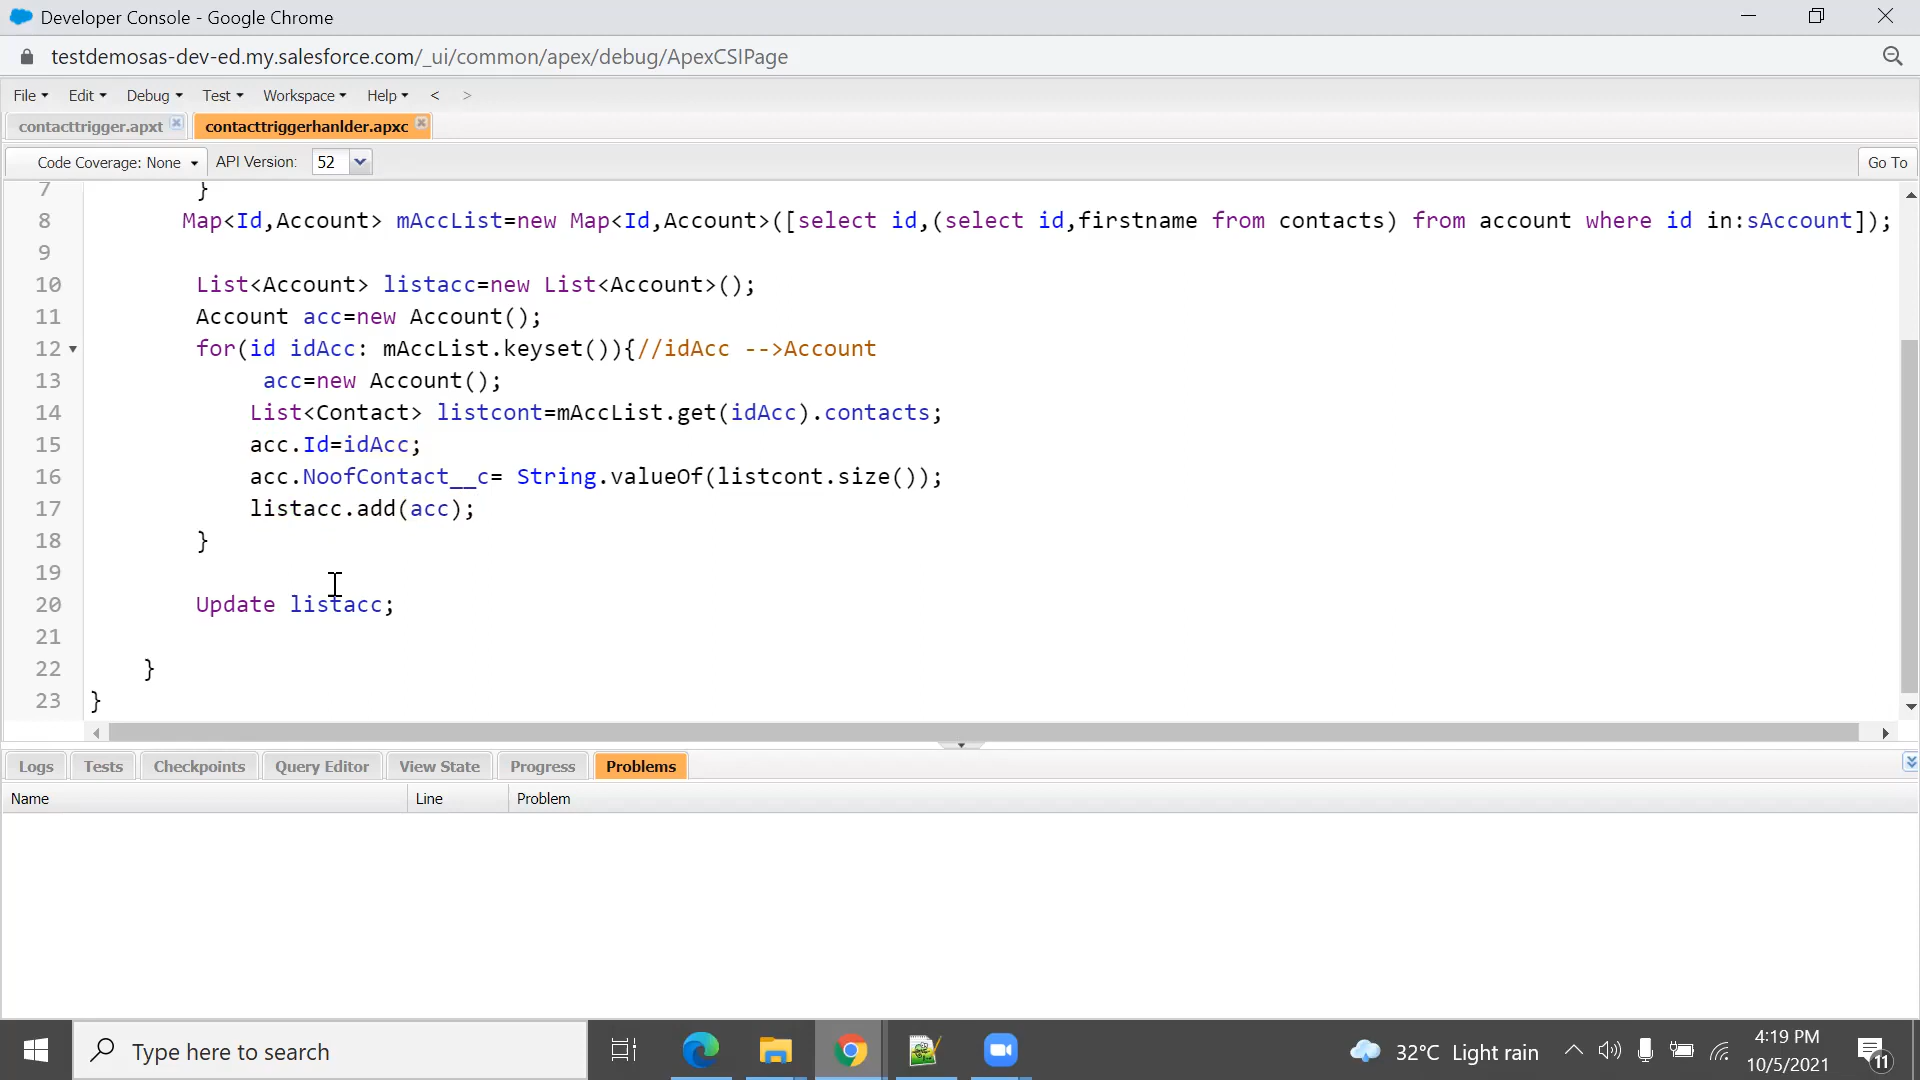 Developer Console - Google Chrome
testdemosas-dev-ed.my.salesforce.com/_ui/common/apex/debug/ApexCSIPage
File Edit Debug Test Workspace Help < >
contacttrigger.apxt contacttriggerhanlder.apxc
Code Coverage: None API Version: 52 Go To
7 }
8 Map<Id,Account> mAccList=new Map<Id,Account>([select id,(select id,firstname from contacts) from account where id in:sAccount]);
9
10 List<Account> listacc=new List<Account>();
11 Account acc=new Account();
12 for(id idAcc: mAccList.keyset()){//idAcc -->Account
13 acc=new Account();
14 List<Contact> listcont=mAccList.get(idAcc).contacts;
15 acc.Id=idAcc;
16 acc.NoofContact__c= String.valueOf(listcont.size());
17 listacc.add(acc);
18 }
19
20 Update listacc;
21
22 }
23 }
Logs Tests Checkpoints Query Editor View State Progress Problems
Name Line Problem
Type here to search
32°C Light rain
4:19 PM
10/5/2021
11